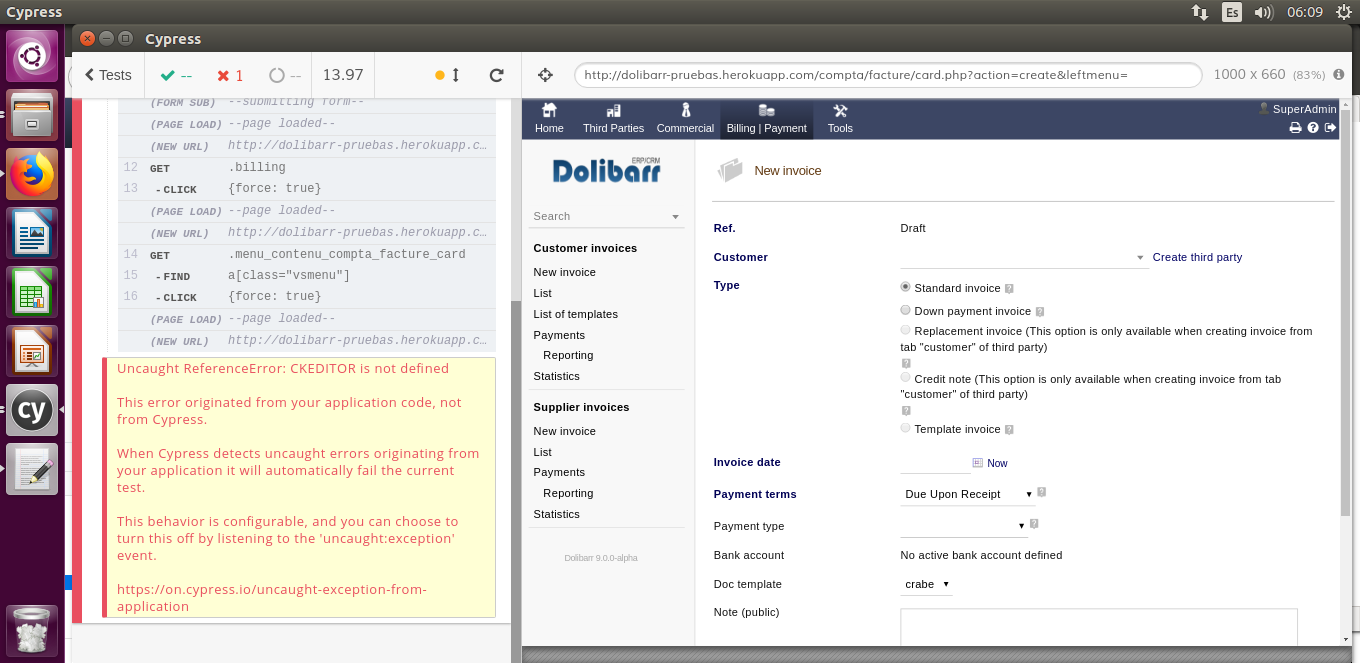 Cypress
Es
06:09
Cypress
Tests
--
1
--
13.97
http://dolibarr-pruebas.herokuapp.com/compta/facture/card.php?action=create&leftmenu=
1000 x 660 (83%)
(FORM SUB) --submitting form--
(PAGE LOAD) --page loaded--
(NEW URL) http://dolibarr-pruebas.herokuapp.c…
12 GET .billing
13 - CLICK {force: true}
(PAGE LOAD) --page loaded--
(NEW URL) http://dolibarr-pruebas.herokuapp.c…
14 GET .menu_contenu_compta_facture_card
15 - FIND a[class="vsmenu"]
16 - CLICK {force: true}
(PAGE LOAD) --page loaded--
(NEW URL) http://dolibarr-pruebas.herokuapp.c…
Uncaught ReferenceError: CKEDITOR is not defined
This error originated from your application code, not
from Cypress.
When Cypress detects uncaught errors originating from
your application it will automatically fail the current
test.
This behavior is configurable, and you can choose to
turn this off by listening to the 'uncaught:exception'
event.
https://on.cypress.io/uncaught-exception-from-
application
cy
Home
Third Parties
Commercial
Billing | Payment
Tools
SuperAdmin
Dolibarr ERP/CRM
Search
Customer invoices
New invoice
List
List of templates
Payments
Reporting
Statistics
Supplier invoices
New invoice
List
Payments
Reporting
Statistics
Dolibarr 9.0.0-alpha
New invoice
Ref. Draft
Customer Create third party
Type
Standard invoice
Down payment invoice
Replacement invoice (This option is only available when creating invoice from
tab "customer" of third party)
Credit note (This option is only available when creating invoice from tab
"customer" of third party)
Template invoice
Invoice date Now
Payment terms Due Upon Receipt
Payment type
Bank account No active bank account defined
Doc template crabe
Note (public)